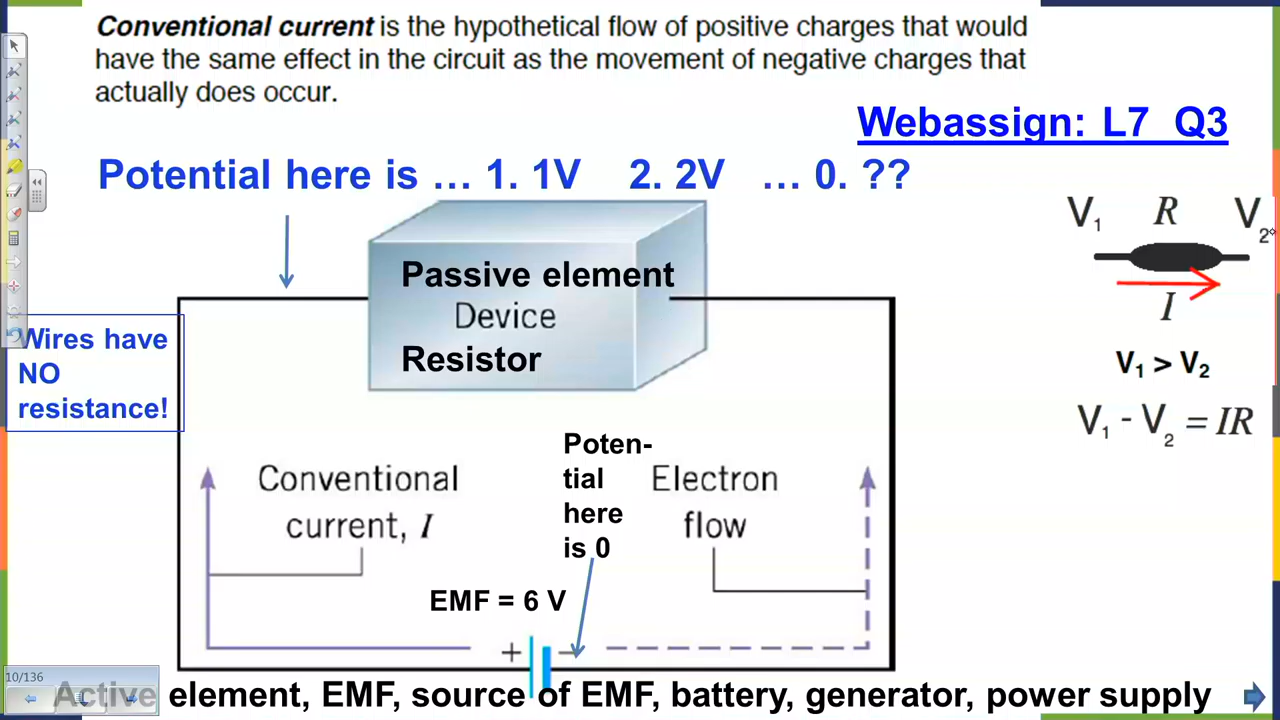 Conventional current is the hypothetical flow of positive charges that would
have the same effect in the circuit as the movement of negative charges that
actually does occur.
Webassign: L7 Q3
Potential here is … 1. 1V 2. 2V … 0. ??
V1 R V2
I
V1 > V2
V1 - V2 = IR
Passive element
Device
Resistor
Wires have
NO
resistance!
Poten-
tial
here
is 0
Conventional
current, I
Electron
flow
EMF = 6 V
+ −
10/136
Active element, EMF, source of EMF, battery, generator, power supply